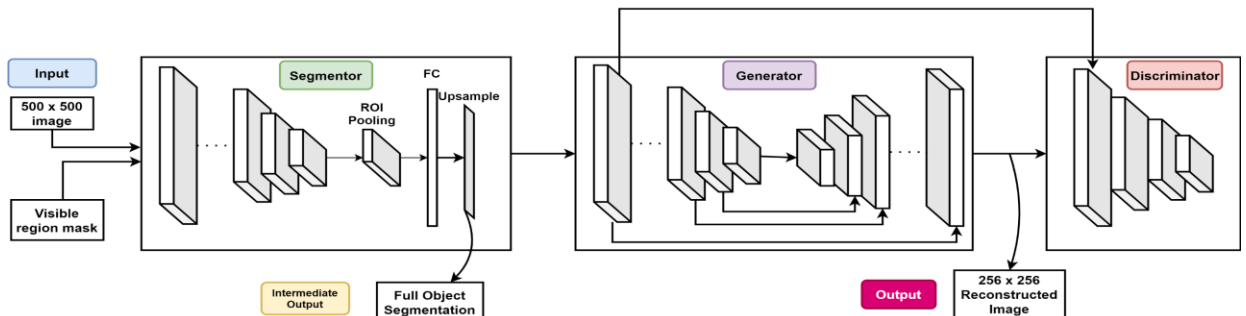 Input
500 x 500
image
Visible
region mask
Segmentor
ROI
Pooling
FC
Upsample
Intermediate
Output
Full Object
Segmentation
Generator
Output
256 x 256
Reconstructed
Image
Discriminator